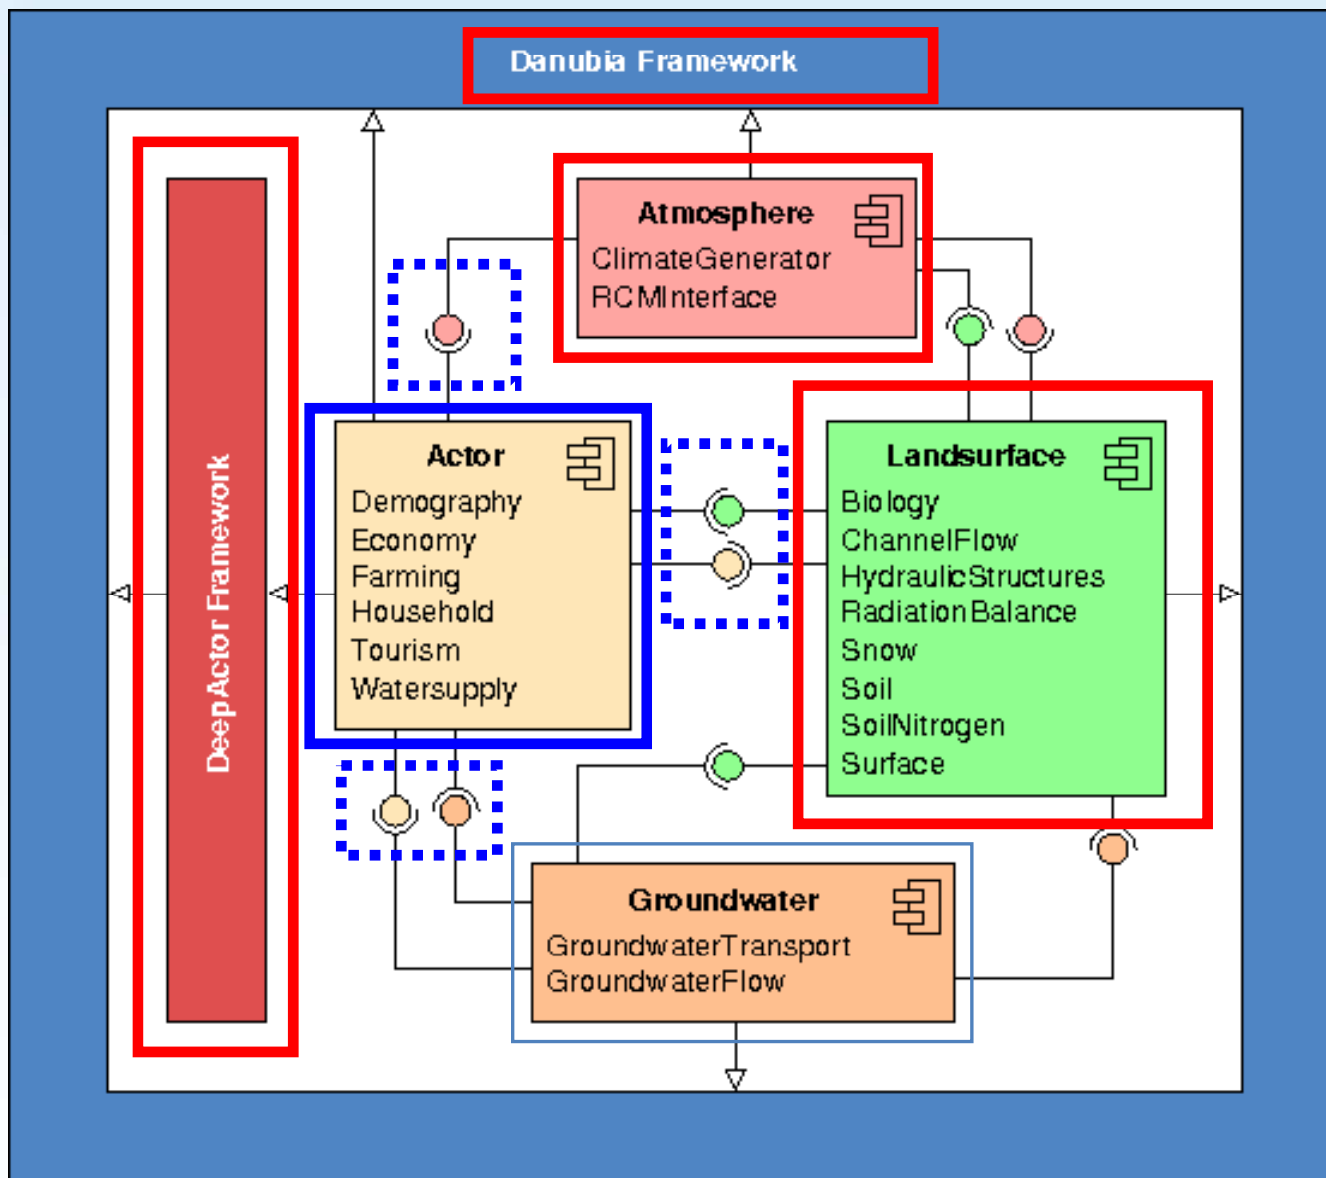 Danubia Framework
DeepActor Framework
Atmosphere
ClimateGenerator
RCMInterface
Actor
Demography
Economy
Farming
Household
Tourism
Watersupply
Landsurface
Biology
ChannelFlow
HydraulicStructures
RadiationBalance
Snow
Soil
SoilNitrogen
Surface
Groundwater
GroundwaterTransport
GroundwaterFlow